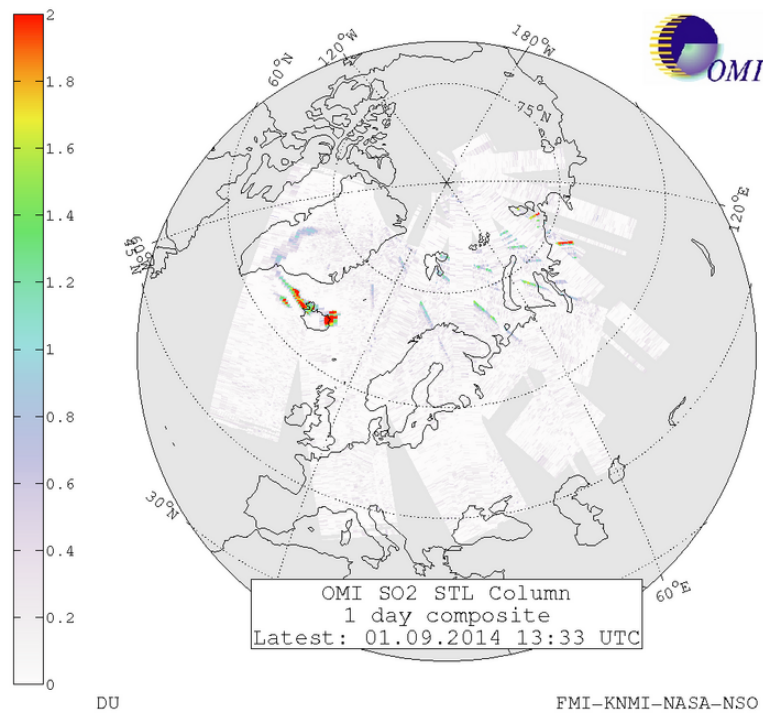 2
1.8
1.6
1.4
1.2
1
0.8
0.6
0.4
0.2
0
120°W
180°W
60°N
75°N
OMI
120°E
30°N
60°E
OMI SO2 STL Column
1 day composite
Latest: 01.09.2014 13:33 UTC
DU
FMI-KNMI-NASA-NSO